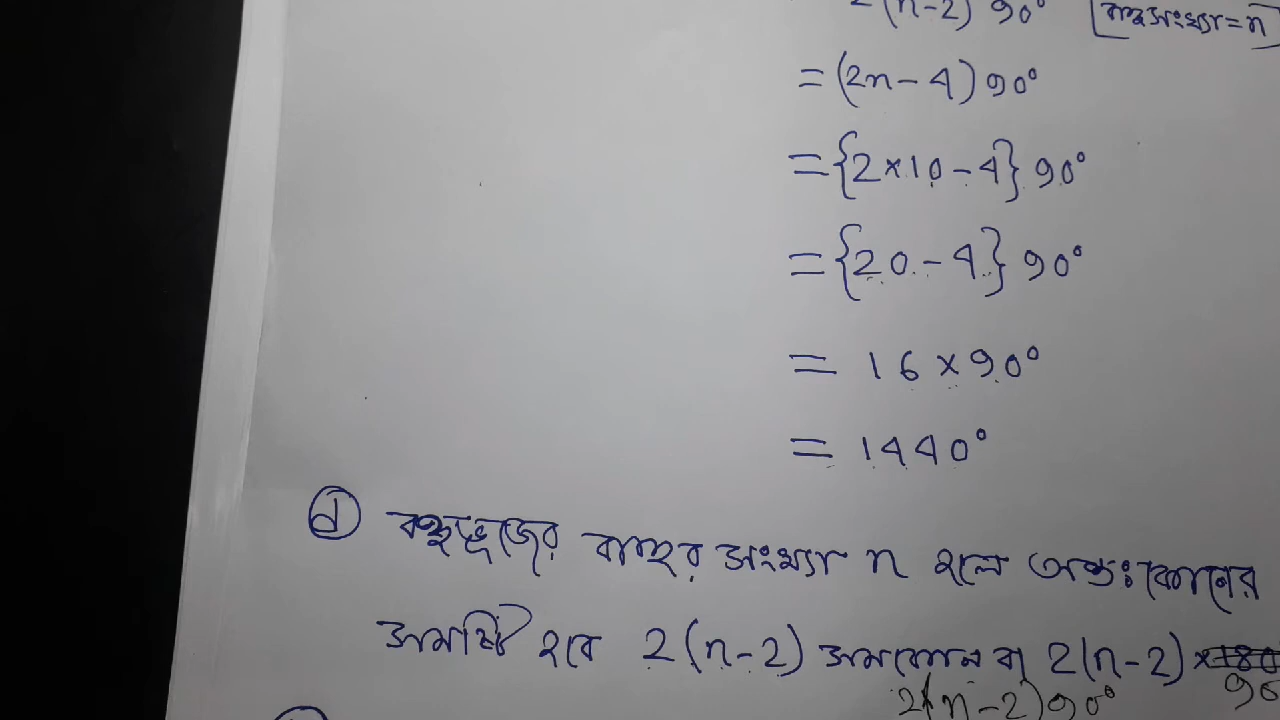 2(n-2) 90° [বাহুসংখ্যা=n
=(2n-4)90°
={2×10-4} 90°
={20-4} 90°
= 16×90°
= 1440°
d বহুভুজের বাহুর সংখ্যা n হলে অন্তঃকোনের
সমষ্টি হবে 2(n-2) সমকোন বা 2(n-2)×
90
2(n-2)90°